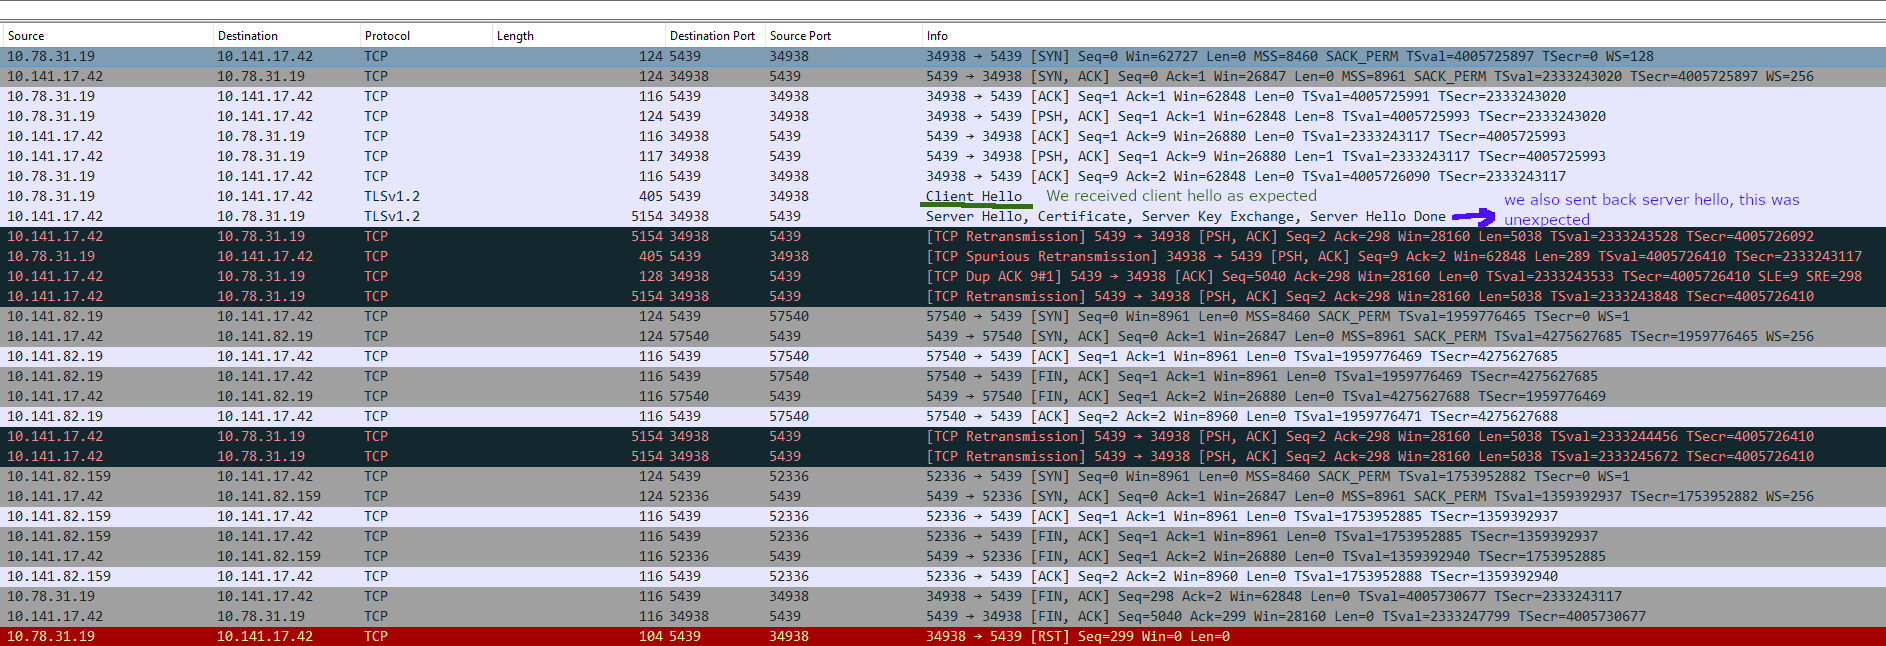 Source Destination Protocol Length Destination Port Source Port Info
10.78.31.19 10.141.17.42 TCP 124 5439 34938 34938 → 5439 [SYN] Seq=0 Win=62727 Len=0 MSS=8460 SACK_PERM TSval=4005725897 TSecr=0 WS=128
10.141.17.42 10.78.31.19 TCP 124 34938 5439 5439 → 34938 [SYN, ACK] Seq=0 Ack=1 Win=26847 Len=0 MSS=8961 SACK_PERM TSval=2333243020 TSecr=4005725897 WS=256
10.78.31.19 10.141.17.42 TCP 116 5439 34938 34938 → 5439 [ACK] Seq=1 Ack=1 Win=62848 Len=0 TSval=4005725991 TSecr=2333243020
10.78.31.19 10.141.17.42 TCP 124 5439 34938 34938 → 5439 [PSH, ACK] Seq=1 Ack=1 Win=62848 Len=8 TSval=4005725993 TSecr=2333243020
10.141.17.42 10.78.31.19 TCP 116 34938 5439 5439 → 34938 [ACK] Seq=1 Ack=9 Win=26880 Len=0 TSval=2333243117 TSecr=4005725993
10.141.17.42 10.78.31.19 TCP 117 34938 5439 5439 → 34938 [PSH, ACK] Seq=1 Ack=9 Win=26880 Len=1 TSval=2333243117 TSecr=4005725993
10.141.17.42 10.78.31.19 TCP 116 5439 34938 34938 → 5439 [ACK] Seq=9 Ack=2 Win=62848 Len=0 TSval=4005726090 TSecr=2333243117
10.78.31.19 10.141.17.42 TLSv1.2 405 5439 34938 Client Hello We received client hello as expected
we also sent back server hello, this was
10.141.17.42 10.78.31.19 TLSv1.2 5154 34938 5439 Server Hello, Certificate, Server Key Exchange, Server Hello Done
unexpected
10.141.17.42 10.78.31.19 TCP 5154 34938 5439 [TCP Retransmission] 5439 → 34938 [PSH, ACK] Seq=2 Ack=298 Win=28160 Len=5038 TSval=2333243528 TSecr=4005726092
10.78.31.19 10.141.17.42 TCP 405 5439 34938 [TCP Spurious Retransmission] 34938 → 5439 [PSH, ACK] Seq=9 Ack=2 Win=62848 Len=289 TSval=4005726410 TSecr=2333243117
10.141.17.42 10.78.31.19 TCP 128 34938 5439 [TCP Dup ACK 9#1] 5439 → 34938 [ACK] Seq=5040 Ack=298 Win=28160 Len=0 TSval=2333243533 TSecr=4005726410 SLE=9 SRE=298
10.141.17.42 10.78.31.19 TCP 5154 34938 5439 [TCP Retransmission] 5439 → 34938 [PSH, ACK] Seq=2 Ack=298 Win=28160 Len=5038 TSval=2333243848 TSecr=4005726410
10.141.82.19 10.141.17.42 TCP 124 5439 57540 57540 → 5439 [SYN] Seq=0 Win=8961 Len=0 MSS=8460 SACK_PERM TSval=1959776465 TSecr=0 WS=1
10.141.17.42 10.141.82.19 TCP 124 57540 5439 5439 → 57540 [SYN, ACK] Seq=0 Ack=1 Win=26847 Len=0 MSS=8961 SACK_PERM TSval=4275627685 TSecr=1959776465 WS=256
10.141.82.19 10.141.17.42 TCP 116 5439 57540 57540 → 5439 [ACK] Seq=1 Ack=1 Win=8961 Len=0 TSval=1959776469 TSecr=4275627685
10.141.82.19 10.141.17.42 TCP 116 5439 57540 57540 → 5439 [FIN, ACK] Seq=1 Ack=1 Win=8961 Len=0 TSval=1959776469 TSecr=4275627685
10.141.17.42 10.141.82.19 TCP 116 57540 5439 5439 → 57540 [FIN, ACK] Seq=1 Ack=2 Win=26880 Len=0 TSval=4275627688 TSecr=1959776469
10.141.82.19 10.141.17.42 TCP 116 5439 57540 57540 → 5439 [ACK] Seq=2 Ack=2 Win=8960 Len=0 TSval=1959776471 TSecr=4275627688
10.141.17.42 10.78.31.19 TCP 5154 34938 5439 [TCP Retransmission] 5439 → 34938 [PSH, ACK] Seq=2 Ack=298 Win=28160 Len=5038 TSval=2333244456 TSecr=4005726410
10.141.17.42 10.78.31.19 TCP 5154 34938 5439 [TCP Retransmission] 5439 → 34938 [PSH, ACK] Seq=2 Ack=298 Win=28160 Len=5038 TSval=2333245672 TSecr=4005726410
10.141.82.159 10.141.17.42 TCP 124 5439 52336 52336 → 5439 [SYN] Seq=0 Win=8961 Len=0 MSS=8460 SACK_PERM TSval=1753952882 TSecr=0 WS=1
10.141.17.42 10.141.82.159 TCP 124 52336 5439 5439 → 52336 [SYN, ACK] Seq=0 Ack=1 Win=26847 Len=0 MSS=8961 SACK_PERM TSval=1359392937 TSecr=1753952882 WS=256
10.141.82.159 10.141.17.42 TCP 116 5439 52336 52336 → 5439 [ACK] Seq=1 Ack=1 Win=8961 Len=0 TSval=1753952885 TSecr=1359392937
10.141.82.159 10.141.17.42 TCP 116 5439 52336 52336 → 5439 [FIN, ACK] Seq=1 Ack=1 Win=8961 Len=0 TSval=1753952885 TSecr=1359392937
10.141.17.42 10.141.82.159 TCP 116 52336 5439 5439 → 52336 [FIN, ACK] Seq=1 Ack=2 Win=26880 Len=0 TSval=1359392940 TSecr=1753952885
10.141.82.159 10.141.17.42 TCP 116 5439 52336 52336 → 5439 [ACK] Seq=2 Ack=2 Win=8960 Len=0 TSval=1753952888 TSecr=1359392940
10.78.31.19 10.141.17.42 TCP 116 5439 34938 34938 → 5439 [FIN, ACK] Seq=298 Ack=2 Win=62848 Len=0 TSval=4005730677 TSecr=2333243117
10.141.17.42 10.78.31.19 TCP 116 34938 5439 5439 → 34938 [FIN, ACK] Seq=5040 Ack=299 Win=28160 Len=0 TSval=2333247799 TSecr=4005730677
10.78.31.19 10.141.17.42 TCP 104 5439 34938 34938 → 5439 [RST] Seq=299 Win=0 Len=0